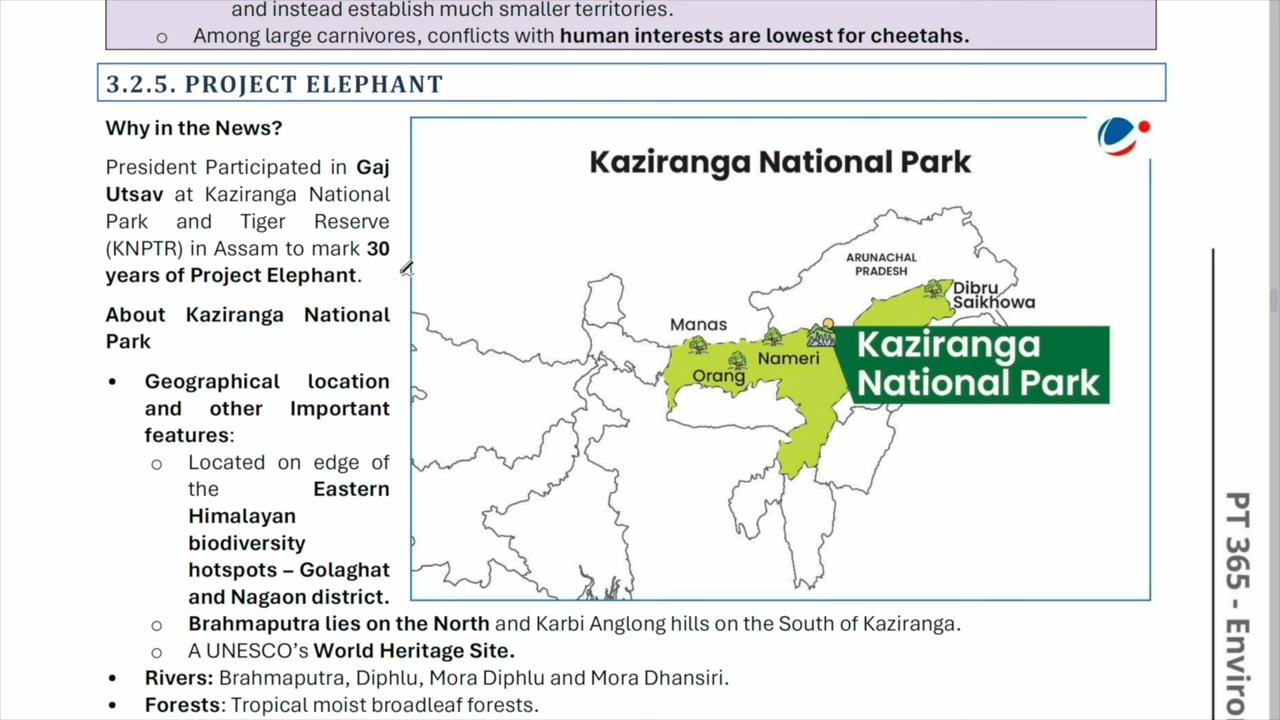 and instead establish much smaller territories.
o Among large carnivores, conflicts with human interests are lowest for cheetahs.
3.2.5. PROJECT ELEPHANT
Why in the News?
President Participated in Gaj
Utsav at Kaziranga National
Park and Tiger Reserve
(KNPTR) in Assam to mark 30
years of Project Elephant.
About Kaziranga National
Park
• Geographical location
and other Important
features:
o Located on edge of
the Eastern
Himalayan
biodiversity
hotspots – Golaghat
and Nagaon district.
o Brahmaputra lies on the North and Karbi Anglong hills on the South of Kaziranga.
o A UNESCO’s World Heritage Site.
• Rivers: Brahmaputra, Diphlu, Mora Diphlu and Mora Dhansiri.
• Forests: Tropical moist broadleaf forests.
Kaziranga National Park
ARUNACHAL
PRADESH
Dibru
Saikhowa
Manas
Nameri
Orang
Kaziranga
National Park
PT 365 - Enviro